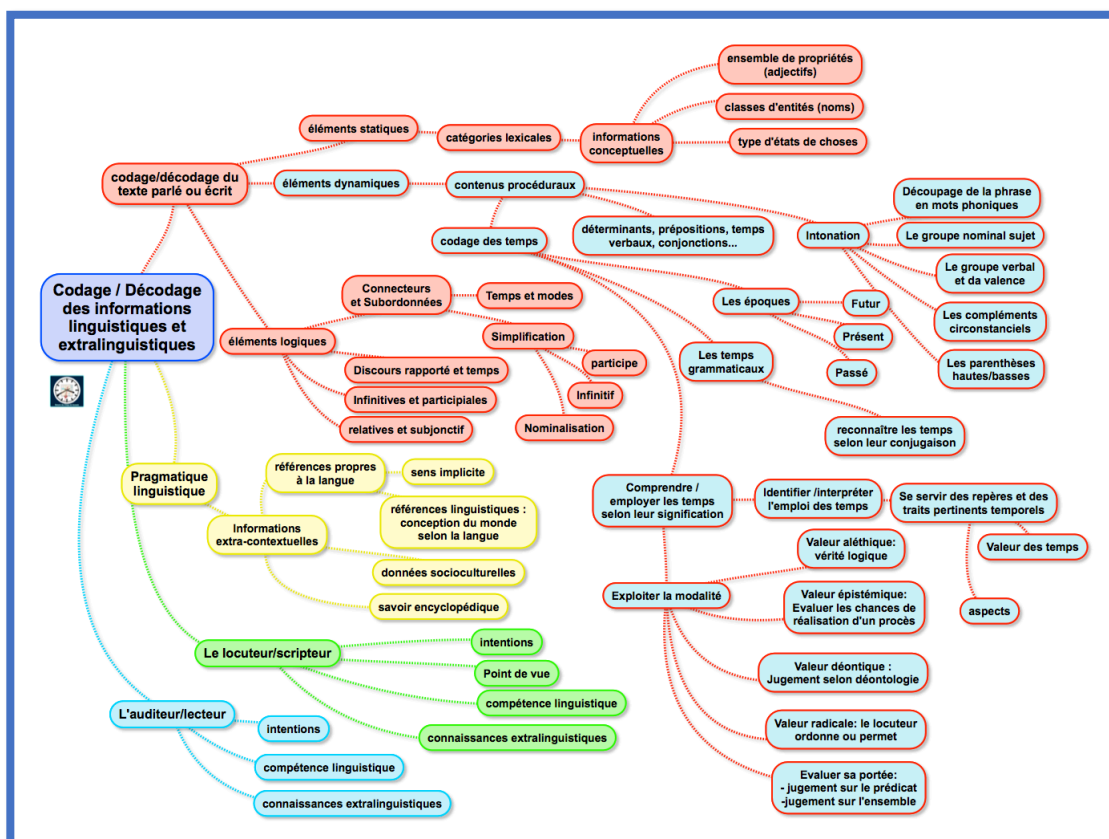 ensemble de propriétés
(adjectifs)
classes d'entités (noms)
éléments statiques
catégories lexicales
informations
conceptuelles
type d'états de choses
codage/décodage du
texte parlé ou écrit
éléments dynamiques
contenus procéduraux
Découpage de la phrase
en mots phoniques
déterminants, prépositions, temps
verbaux, conjonctions...
codage des temps
Intonation
Le groupe nominal sujet
Le groupe verbal
et da valence
Les compléments
circonstanciels
Les parenthèses
hautes/basses
Codage / Décodage
des informations
linguistiques et
extralinguistiques
Connecteurs
et Subordonnées
Temps et modes
Les époques
Futur
Présent
Passé
éléments logiques
Simplification
participe
Infinitif
Nominalisation
Discours rapporté et temps
Infinitives et participiales
relatives et subjonctif
Les temps
grammaticaux
reconnaître les temps
selon leur conjugaison
Pragmatique
linguistique
références propres
à la langue
sens implicite
références linguistiques :
conception du monde
selon la langue
Informations
extra-contextuelles
données socioculturelles
savoir encyclopédique
Comprendre /
employer les temps
selon leur signification
Identifier /interpréter
l'emploi des temps
Se servir des repères et des
traits pertinents temporels
Valeur des temps
aspects
Exploiter la modalité
Valeur aléthique:
vérité logique
Valeur épistémique:
Evaluer les chances de
réalisation d'un procès
Valeur déontique :
Jugement selon déontologie
Valeur radicale: le locuteur
ordonne ou permet
Evaluer sa portée:
- jugement sur le prédicat
-jugement sur l'ensemble
Le locuteur/scripteur
intentions
Point de vue
compétence linguistique
connaissances extralinguistiques
L'auditeur/lecteur
intentions
compétence linguistique
connaissances extralinguistiques